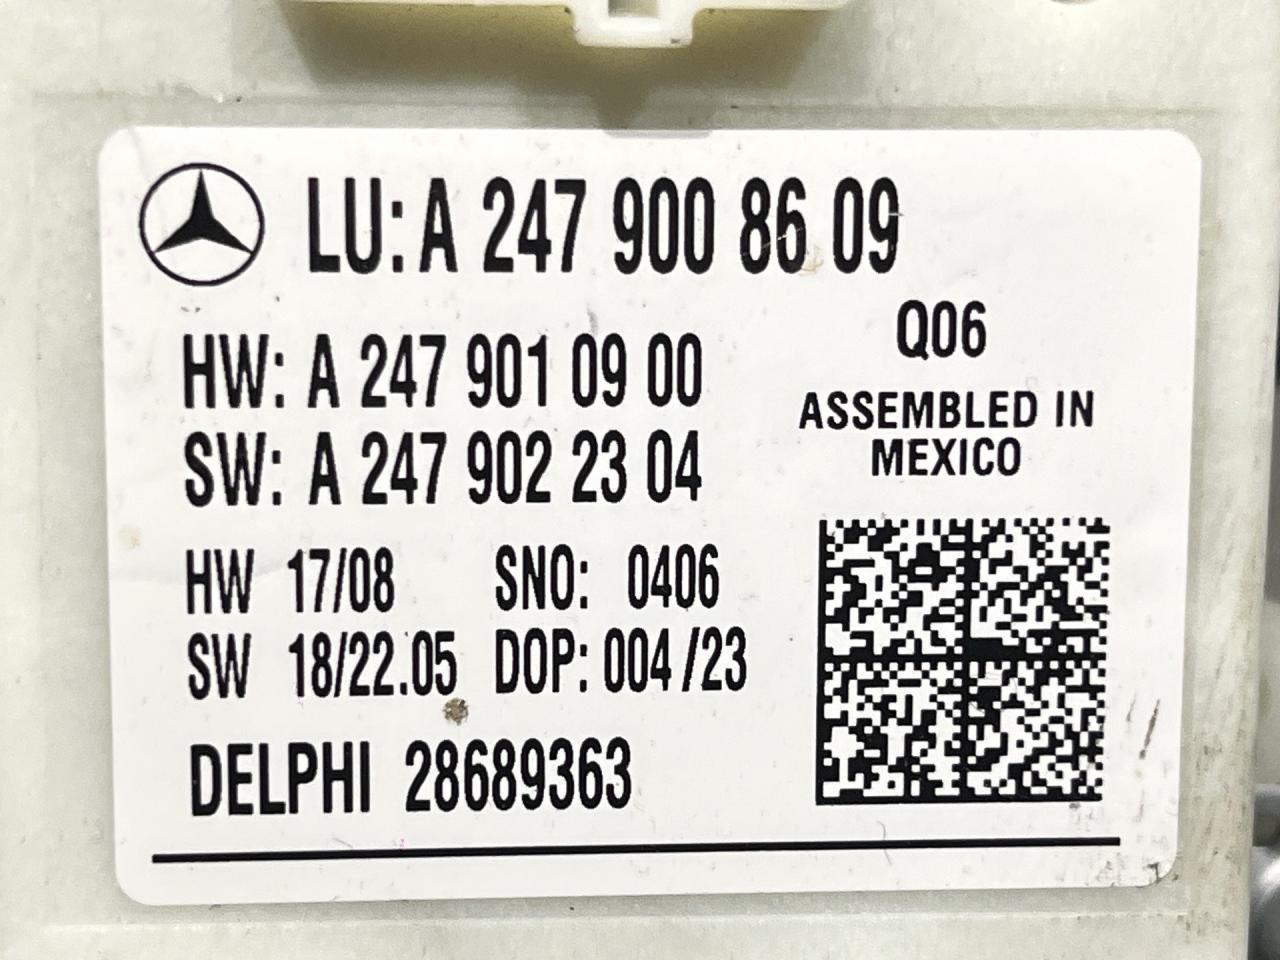 LU: A 247 900 86 09
HW: A 247 901 09 00
SW: A 247 902 23 04
Q06
ASSEMBLED IN
MEXICO
HW 17/08 SNO: 0406
SW 18/22.05 DOP: 004 /23
DELPHI 28689363